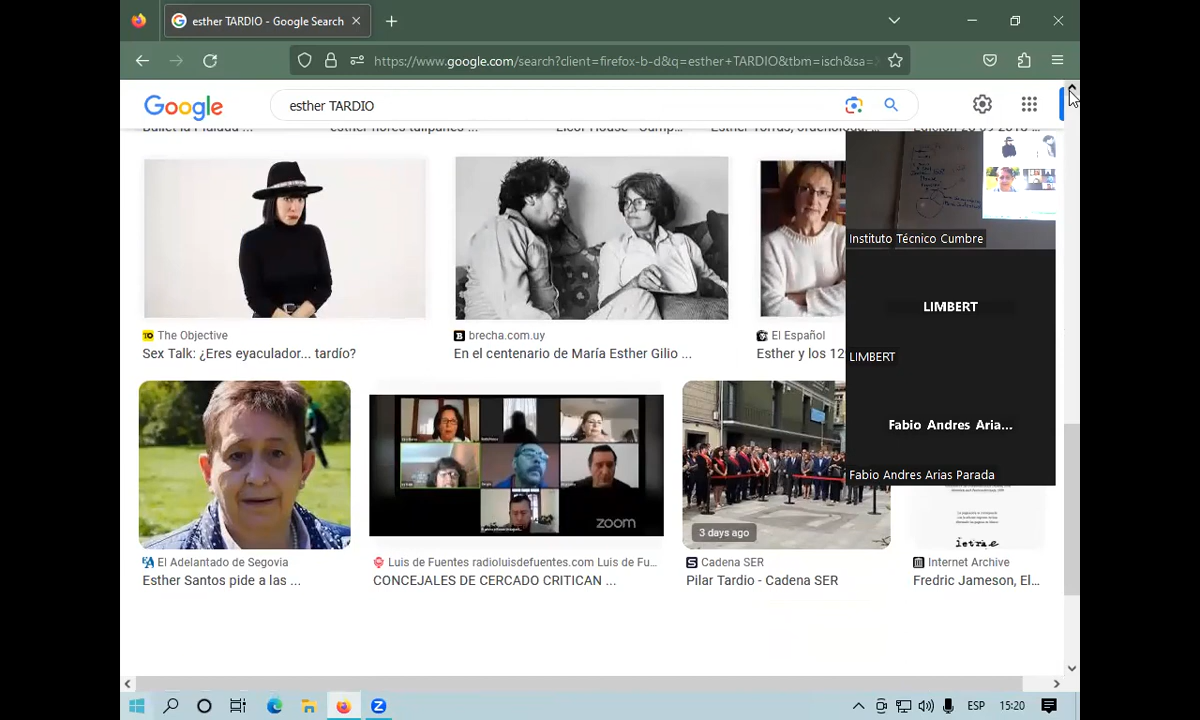 esther TARDIO - Google Search
https://www.google.com/search?client=firefox-b-d&q=esther+TARDIO&tbm=isch&sa=
Google
esther TARDIO
Instituto Técnico Cumbre
LIMBERT
LIMBERT
Fabio Andres Aria...
Fabio Andres Arias Parada
The Objective
Sex Talk: ¿Eres eyaculador... tardío?
brecha.com.uy
En el centenario de María Esther Gilio ...
El Español
Esther y los 12
zoom
3 days ago
El Adelantado de Segovia
Esther Santos pide a las ...
Luis de Fuentes radioluisdefuentes.com Luis de Fu...
CONCEJALES DE CERCADO CRITICAN ...
Cadena SER
Pilar Tardio - Cadena SER
Internet Archive
Fredric Jameson, El...
ESP
15:20